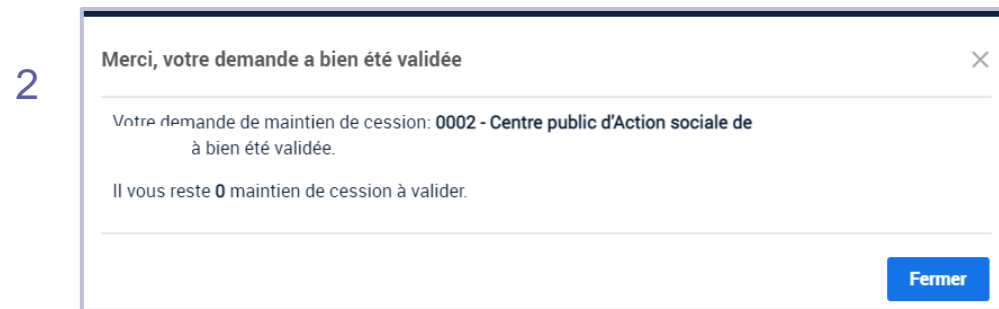 2
Merci, votre demande a bien été validée
Votre demande de maintien de cession: 0002 - Centre public d'Action sociale de
à bien été validée.
Il vous reste 0 maintien de cession à valider.
Fermer